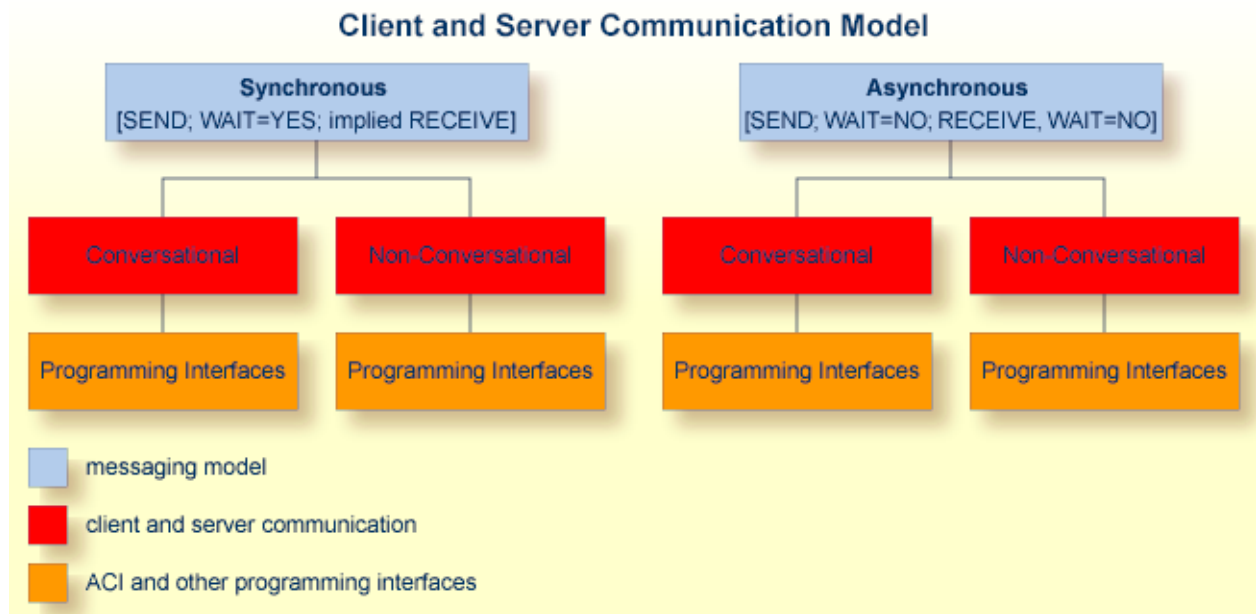 Client and Server Communication Model
Synchronous
[SEND; WAIT=YES; implied RECEIVE]
Asynchronous
[SEND; WAIT=NO; RECEIVE, WAIT=NO]
Conversational
Non-Conversational
Conversational
Non-Conversational
Programming Interfaces
Programming Interfaces
Programming Interfaces
Programming Interfaces
messaging model
client and server communication
ACI and other programming interfaces